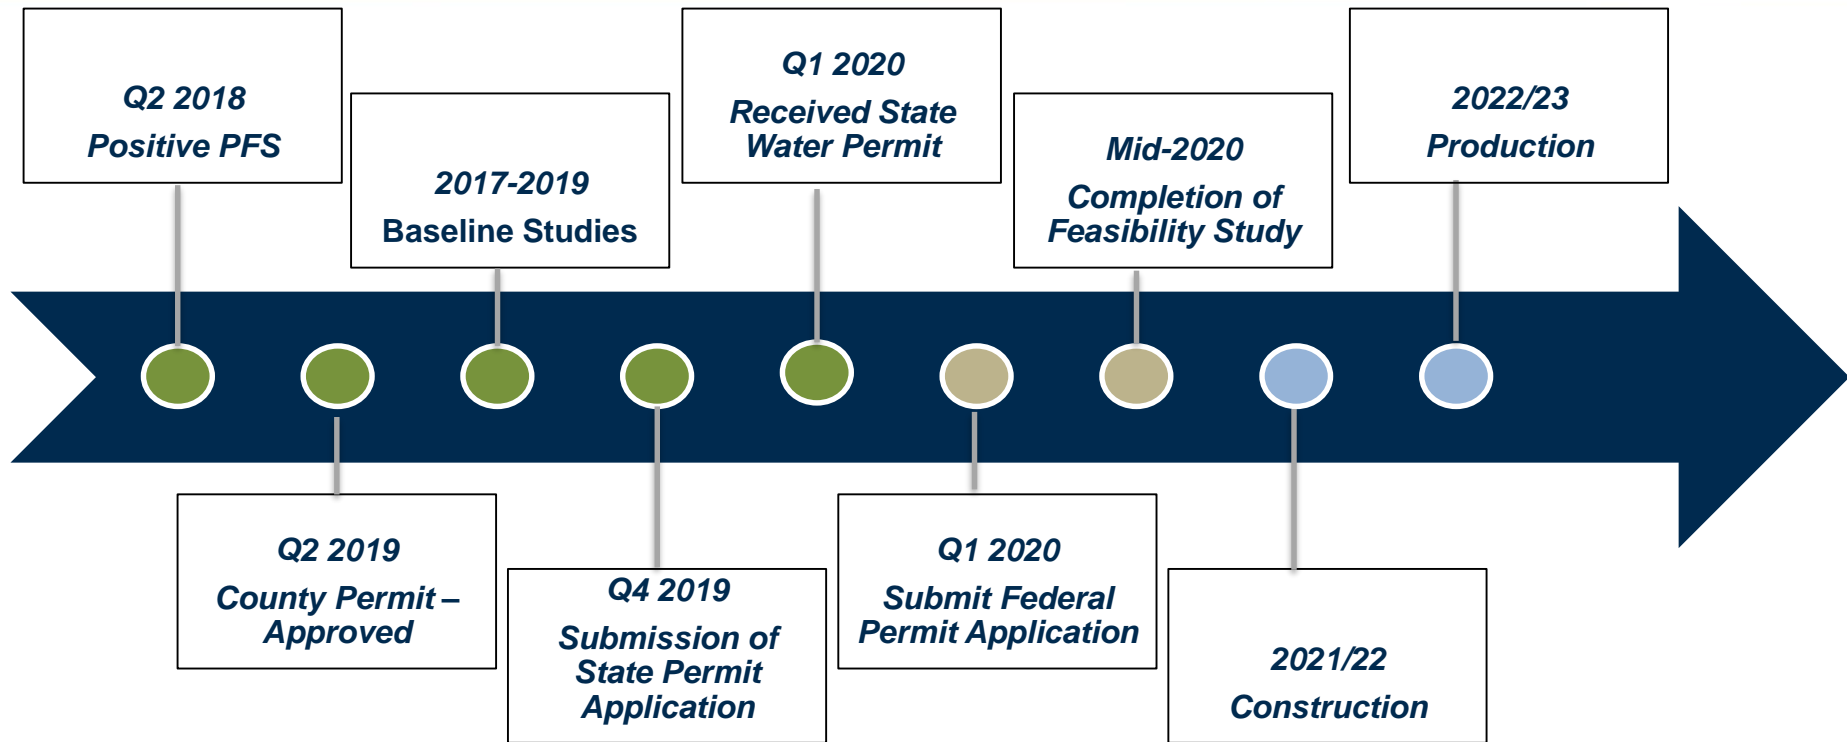 Q2 2018
Positive PFS
2017-2019
Baseline Studies
Q1 2020
Received State
Water Permit
Mid-2020
Completion of
Feasibility Study
2022/23
Production
Q2 2019
County Permit –
Approved
Q4 2019
Submission of
State Permit
Application
Q1 2020
Submit Federal
Permit Application
2021/22
Construction